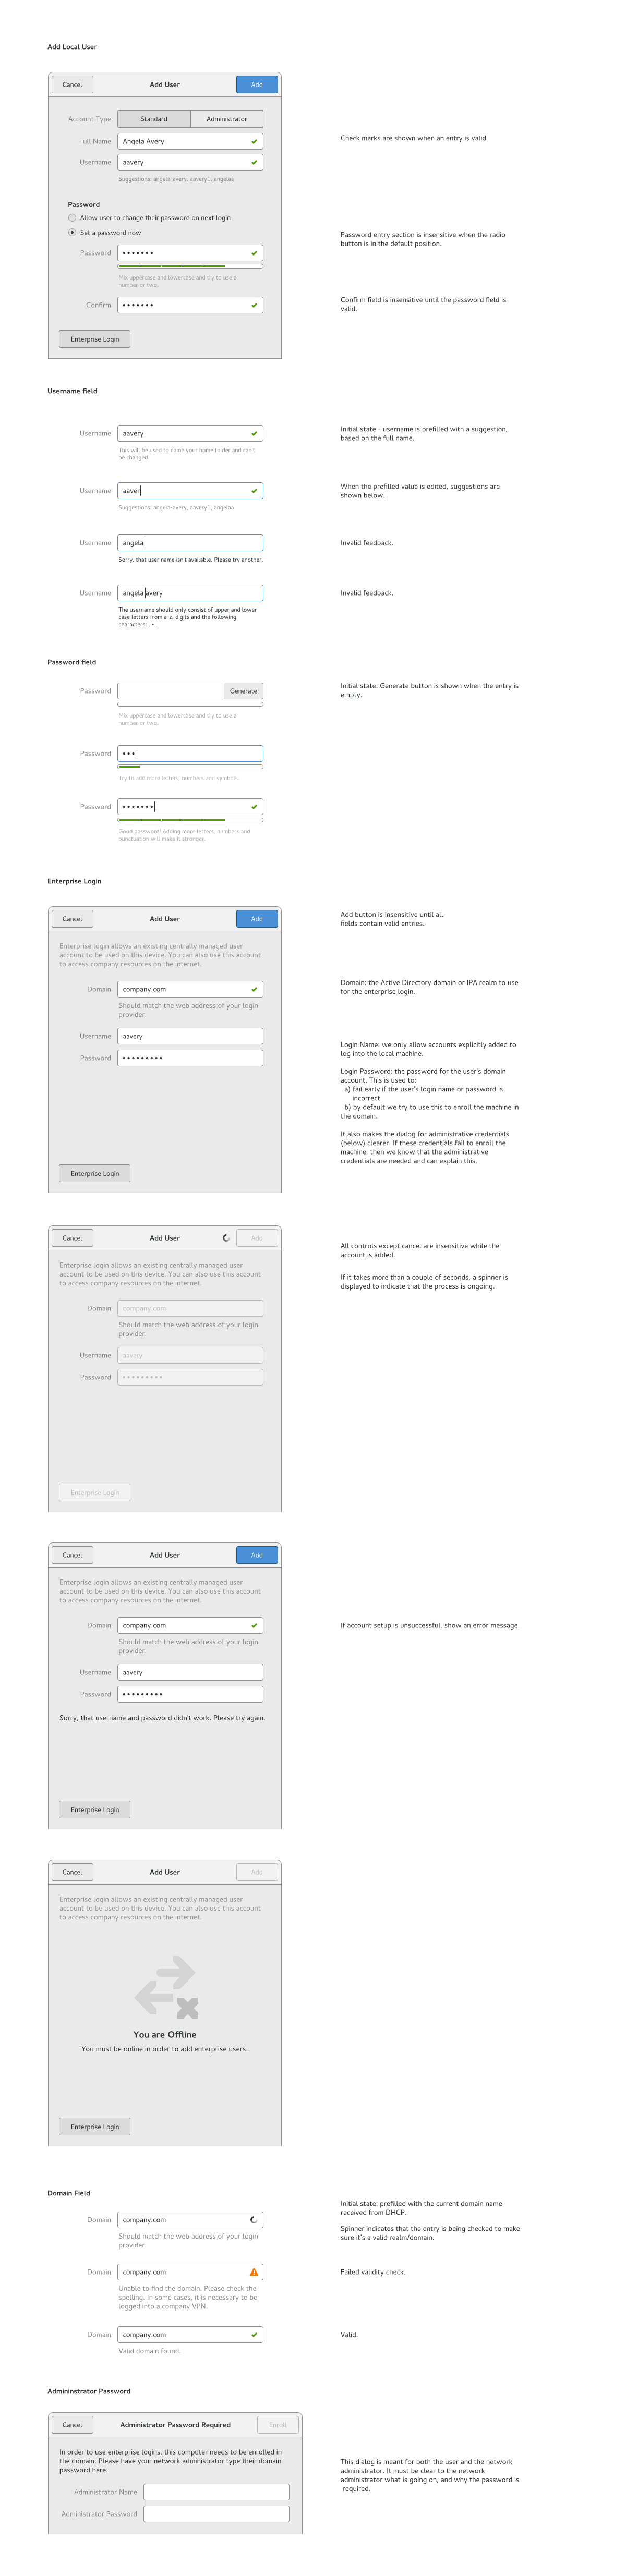 Add Local User
Cancel
Add User
Add
Account Type
Standard
Administrator
Full Name
Angela Avery
Check marks are shown when an entry is valid.
Username
aavery
Suggestions: angela-avery, aavery1, angelaa
Password
Allow user to change their password on next login
Set a password now
Password entry section is insensitive when the radio
button is in the default position.
Password
Mix uppercase and lowercase and try to use a
number or two.
Confirm
Confirm field is insensitive until the password field is
valid.
Enterprise Login
Username field
Username
aavery
This will be used to name your home folder and can't
be changed.
Initial state - username is prefilled with a suggestion,
based on the full name.
Username
aaver
Suggestions: angela-avery, aavery1, angelaa
When the prefilled value is edited, suggestions are
shown below.
Username
angela
Sorry, that user name isn't available. Please try another.
Invalid feedback.
Username
angela avery
The username should only consist of upper and lower
case letters from a-z, digits and the following
characters: . - _
Invalid feedback.
Password field
Password
Generate
Mix uppercase and lowercase and try to use a
number or two.
Initial state. Generate button is shown when the entry is
empty.
Password
Try to add more letters, numbers and symbols.
Password
Good password! Adding more letters, numbers and
punctuation will make it stronger.
Enterprise Login
Cancel
Add User
Add
Add button is insensitive until all
fields contain valid entries.
Enterprise login allows an existing centrally managed user
account to be used on this device. You can also use this account
to access company resources on the internet.
Domain
company.com
Should match the web address of your login
provider.
Domain: the Active Directory domain or IPA realm to use
for the enterprise login.
Username
aavery
Password
Login Name: we only allow accounts explicitly added to
log into the local machine.
Login Password: the password for the user's domain
account. This is used to:
a) fail early if the user's login name or password is
incorrect
b) by default we try to use this to enroll the machine in
the domain.
It also makes the dialog for administrative credentials
(below) clearer. If these credentials fail to enroll the
machine, then we know that the administrative
credentials are needed and can explain this.
Enterprise Login
Cancel
Add User
Add
Enterprise login allows an existing centrally managed user
account to be used on this device. You can also use this account
to access company resources on the internet.
All controls except cancel are insensitive while the
account is added.
If it takes more than a couple of seconds, a spinner is
displayed to indicate that the process is ongoing.
Domain
company.com
Should match the web address of your login
provider.
Username
aavery
Password
Enterprise Login
Cancel
Add User
Add
Enterprise login allows an existing centrally managed user
account to be used on this device. You can also use this account
to access company resources on the internet.
Domain
company.com
Should match the web address of your login
provider.
If account setup is unsuccessful, show an error message.
Username
aavery
Password
Sorry, that username and password didn't work. Please try again.
Enterprise Login
Cancel
Add User
Add
Enterprise login allows an existing centrally managed user
account to be used on this device. You can also use this account
to access company resources on the internet.
You are Offline
You must be online in order to add enterprise users.
Enterprise Login
Domain Field
Domain
company.com
Should match the web address of your login
provider.
Initial state: prefilled with the current domain name
received from DHCP.
Spinner indicates that the entry is being checked to make
sure it's a valid realm/domain.
Domain
company.com
Unable to find the domain. Please check the
spelling. In some cases, it is necessary to be
logged into a company VPN.
Failed validity check.
Domain
company.com
Valid domain found.
Valid.
Admininstrator Password
Cancel
Administrator Password Required
Enroll
In order to use enterprise logins, this computer needs to be enrolled in
the domain. Please have your network administrator type their domain
password here.
Administrator Name
Administrator Password
This dialog is meant for both the user and the network
administrator. It must be clear to the network
administrator what is going on, and why the password is
required.